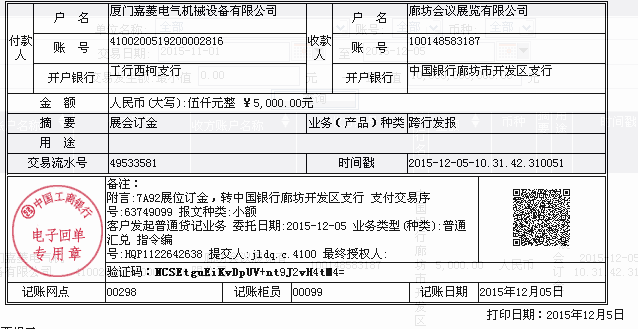 付款人 户 名 厦门嘉菱电气机械设备有限公司 收款人 户 名 廊坊会议展览有限公司
账 号 4100200519200002816 账 号 100148583187
开户银行 工行西柯支行 开户银行 中国银行廊坊市开发区支行
金 额 人民币(大写):伍仟元整 ￥5,000.00元
摘 要 展会订金 业务（产品）种类 跨行发报
用 途
交易流水号 49533581 时间戳 2015-12-05-10.31.42.310051
中国工商银行
电子回单
专用章
备注：
附言:7A92展位订金，转中国银行廊坊开发区支行 支付交易序
号:63749099 报文种类:小额
客户发起普通贷记业务 委托日期:2015-12-05 业务类型(种类):普通
汇兑 指令编
号:HQP1122642638 提交人:jldq.c.4100 最终授权人:
验证码：NCSEtguEiKvDpUV+nt9J2vH4tM4=
记账网点 00298 记账柜员 00099 记账日期 2015年12月05日
打印日期：2015年12月5日